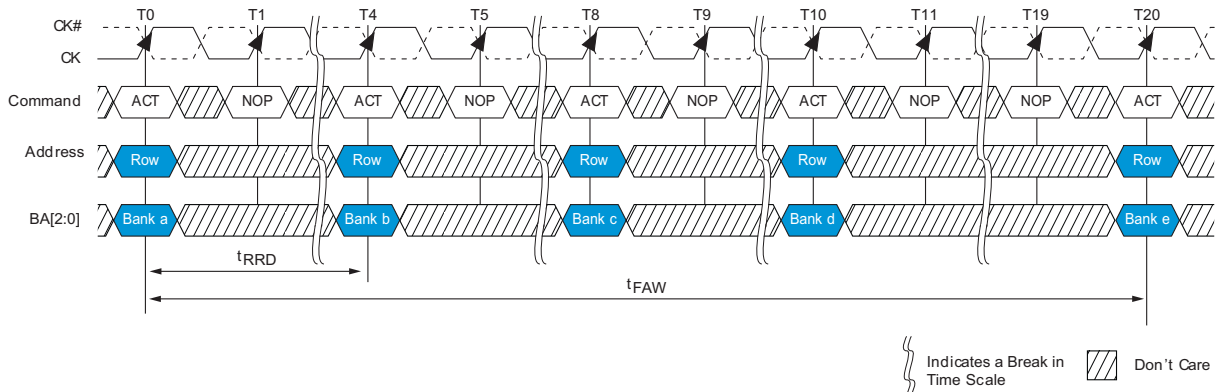 T0 T1 T4 T5 T8 T9 T10 T11 T19 T20
CK#
CK
Command ACT NOP ACT NOP ACT NOP ACT NOP NOP ACT
Address Row Row Row Row Row
BA[2:0] Bank a Bank b Bank c Bank d Bank e
tRRD
tFAW
Indicates a Break in
Time Scale
Don't Care